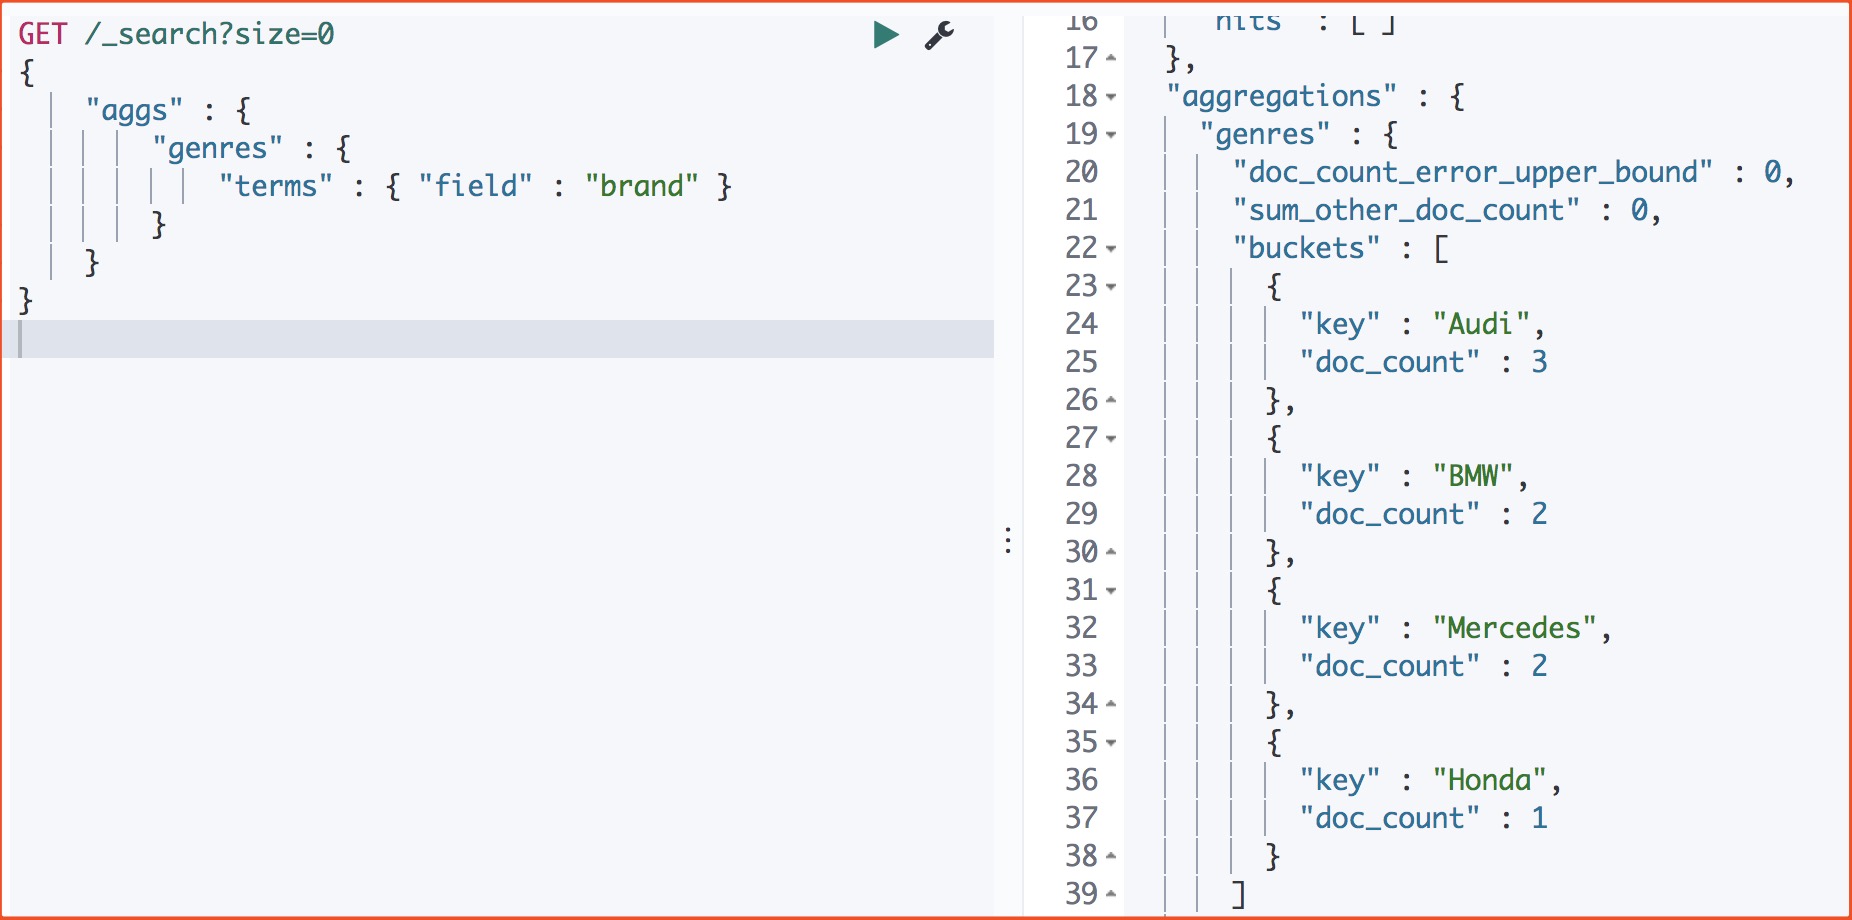 GET /_search?size=0
{
    "aggs" : {
        "genres" : {
            "terms" : { "field" : "brand" }
        }
    }
}
16 "hits" : [ ]
17 },
18 "aggregations" : {
19 "genres" : {
20 "doc_count_error_upper_bound" : 0,
21 "sum_other_doc_count" : 0,
22 "buckets" : [
23 {
24 "key" : "Audi",
25 "doc_count" : 3
26 },
27 {
28 "key" : "BMW",
29 "doc_count" : 2
30 },
31 {
32 "key" : "Mercedes",
33 "doc_count" : 2
34 },
35 {
36 "key" : "Honda",
37 "doc_count" : 1
38 }
39 ]